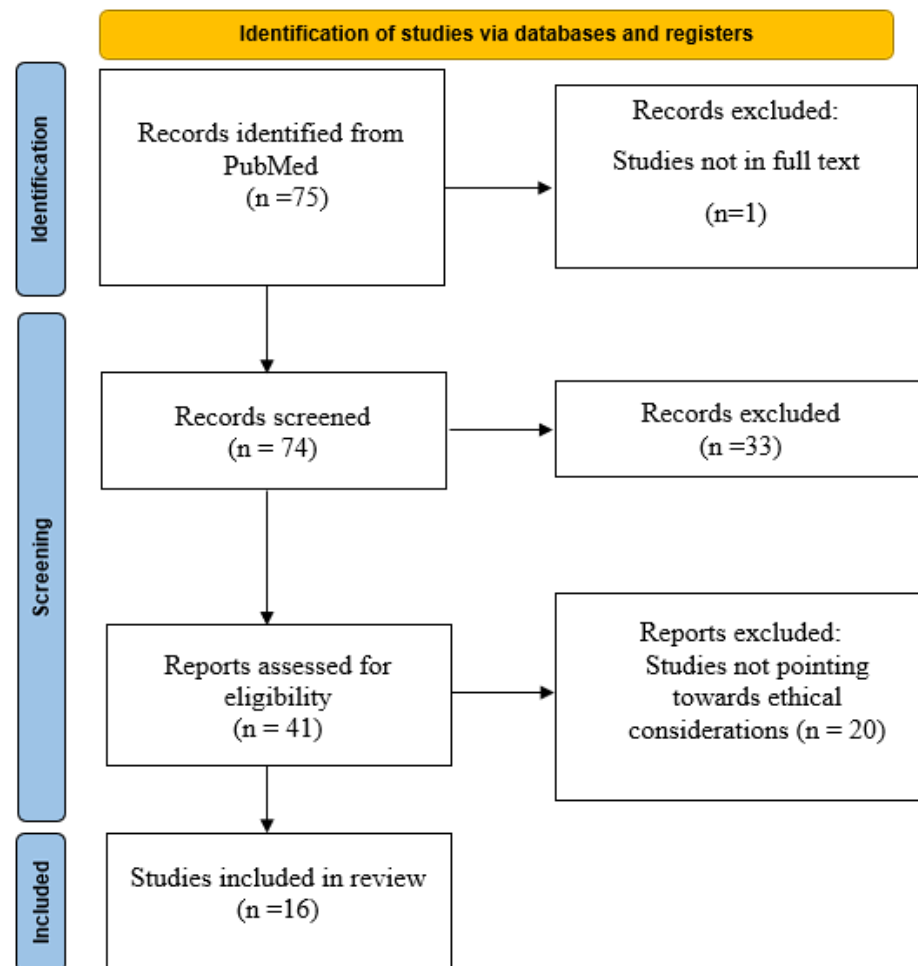 Identification of studies via databases and registers
Identification
Records identified from
PubMed
(n =75)
Records excluded:
Studies not in full text
(n=1)
Screening
Records screened
(n = 74)
Records excluded
(n =33)
Reports assessed for
eligibility
(n = 41)
Reports excluded:
Studies not pointing
towards ethical
considerations (n = 20)
Included
Studies included in review
(n =16)